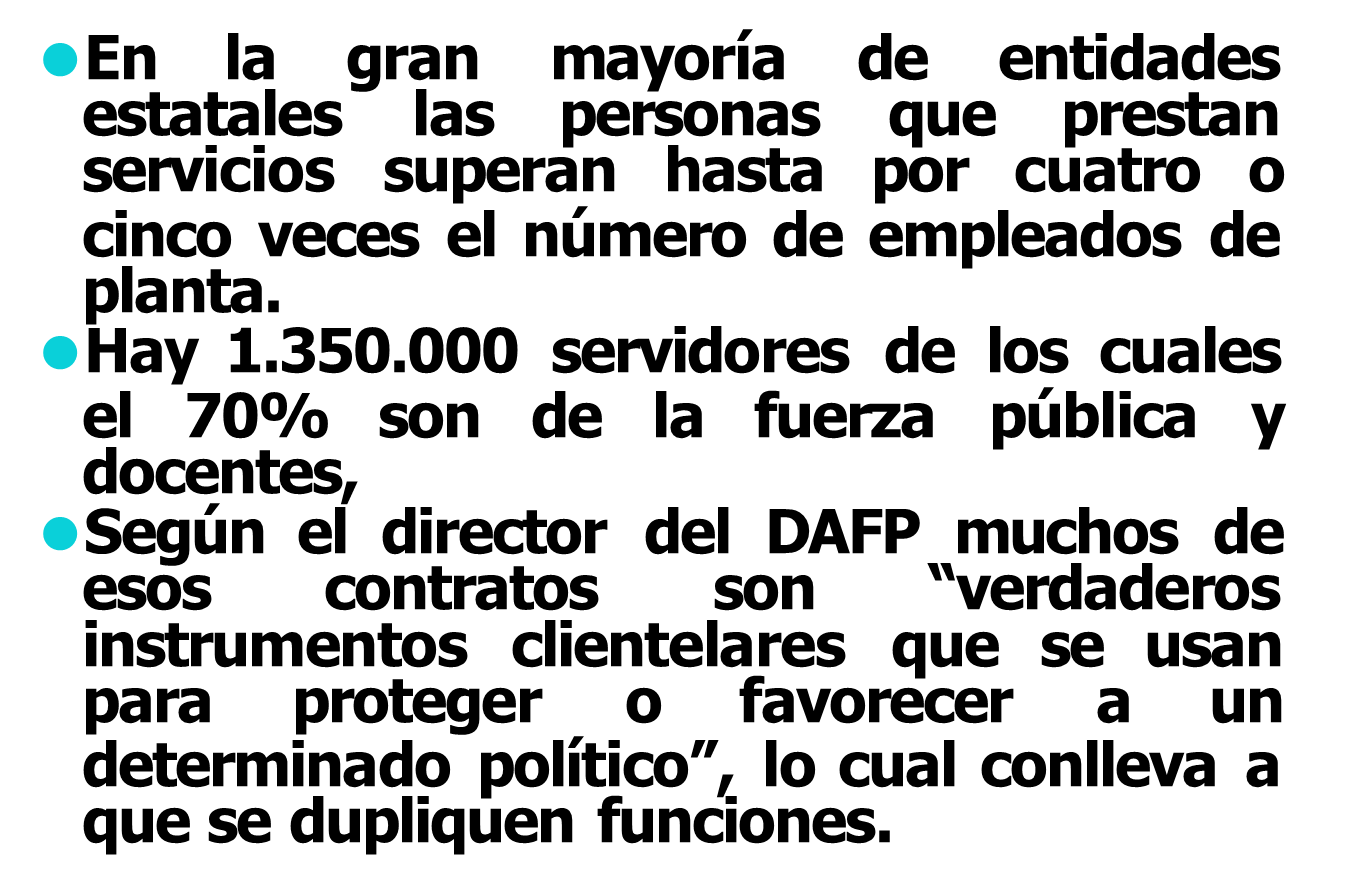 ●En la gran mayoría de entidades
estatales las personas que prestan
servicios superan hasta por cuatro o
cinco veces el número de empleados de
planta.
●Hay 1.350.000 servidores de los cuales
el 70% son de la fuerza pública y
docentes,
●Según el director del DAFP muchos de
esos contratos son “verdaderos
instrumentos clientelares que se usan
para proteger o favorecer a un
determinado político”, lo cual conlleva a
que se dupliquen funciones.